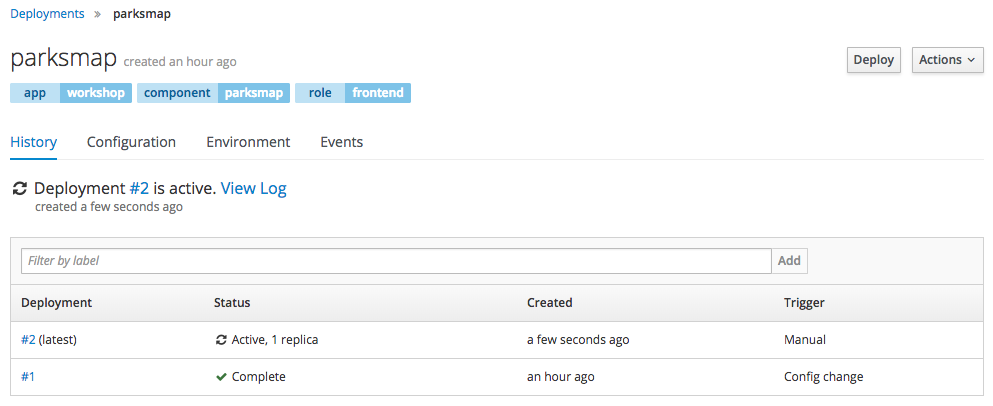 Deployments » parksmap
parksmap created an hour ago Deploy Actions
app workshop component parksmap role frontend
History Configuration Environment Events
Deployment #2 is active. View Log
created a few seconds ago
Filter by label Add
Deployment Status Created Trigger
#2 (latest) Active, 1 replica a few seconds ago Manual
#1 Complete an hour ago Config change